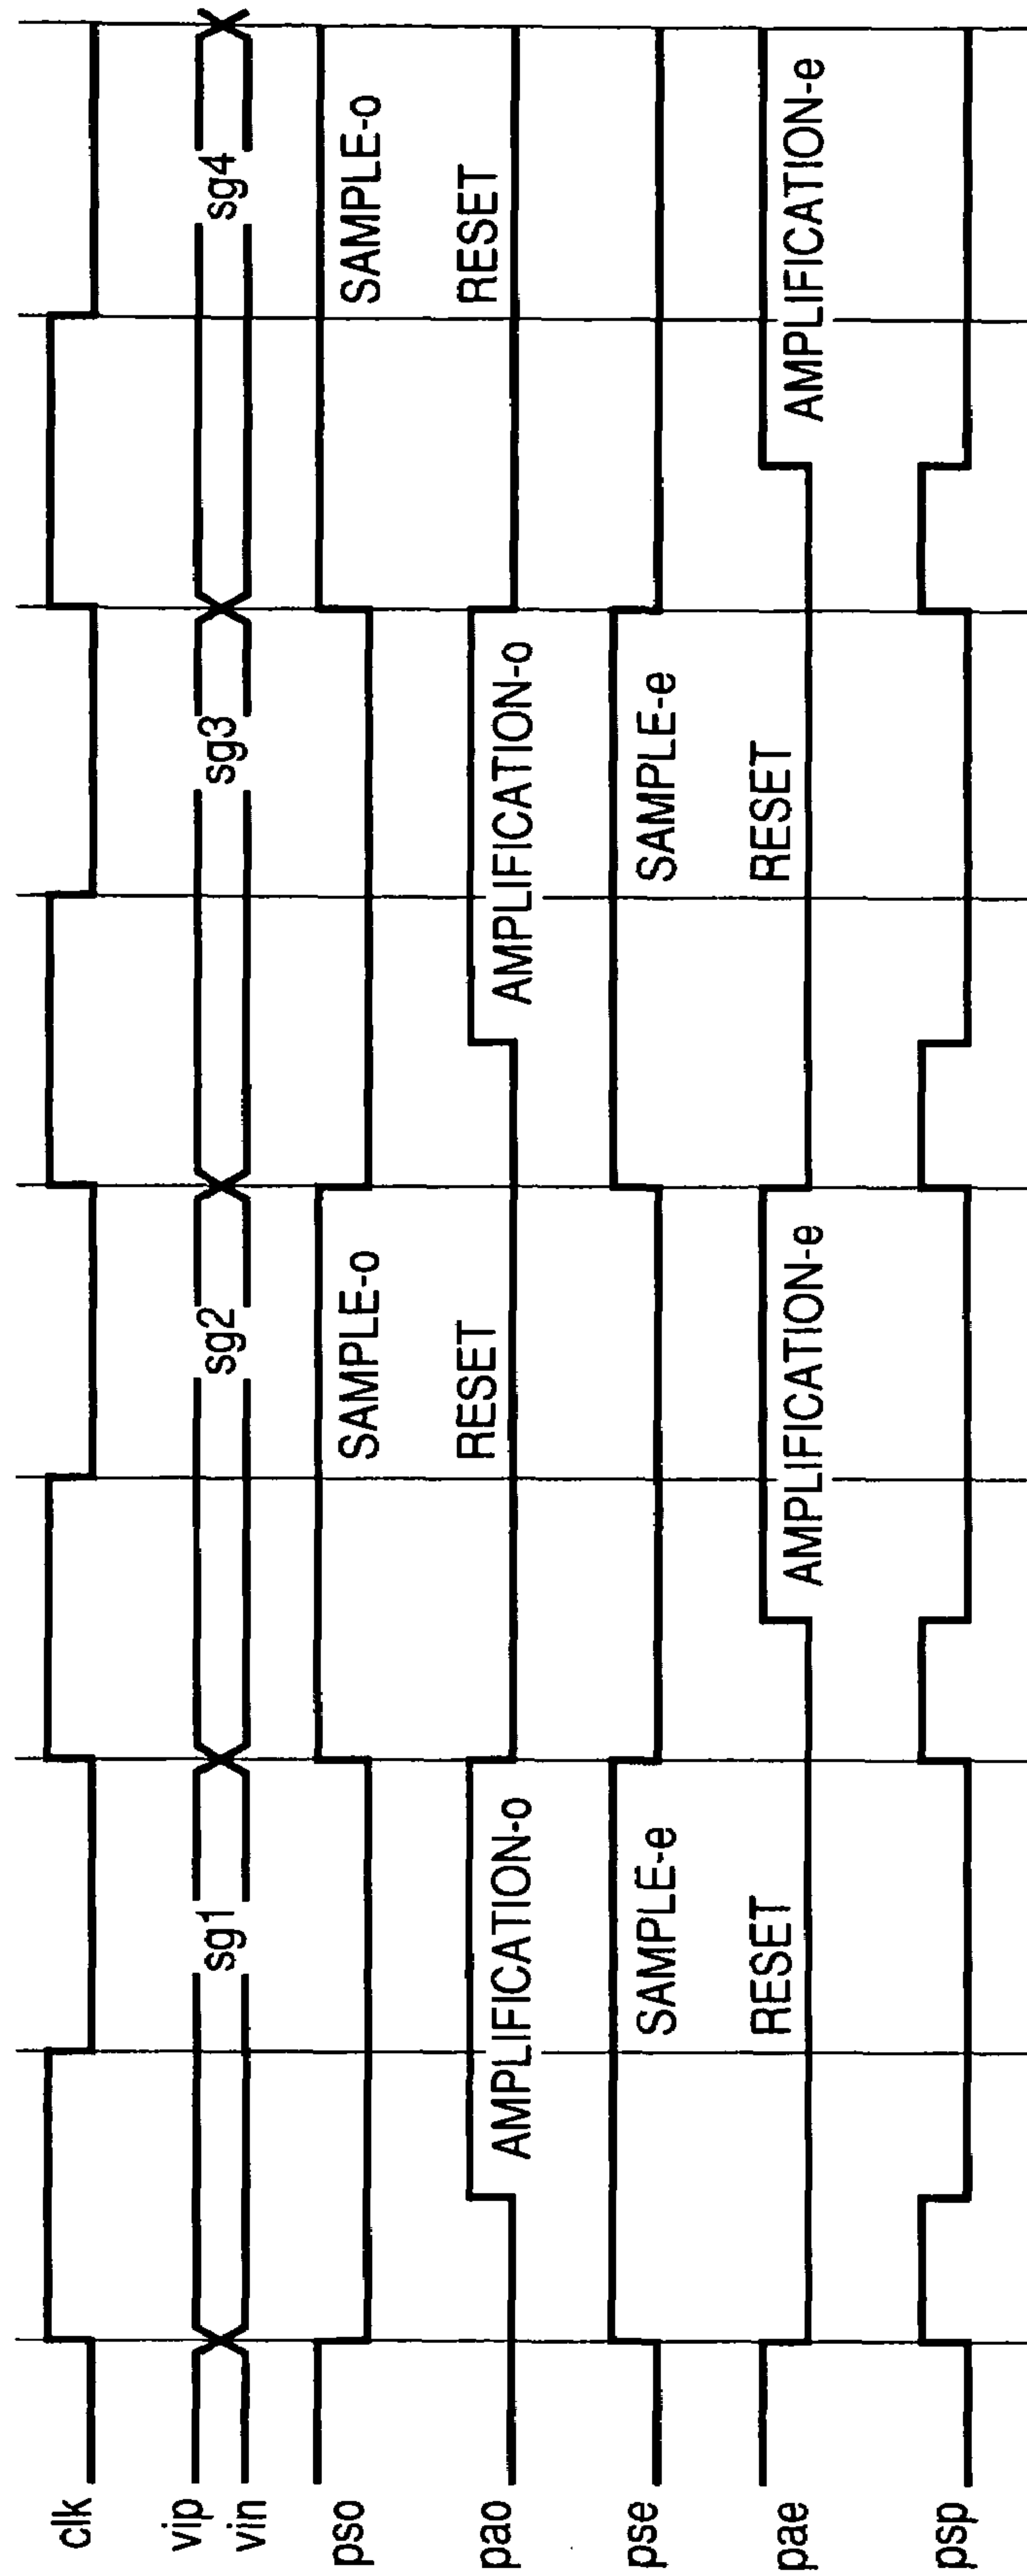 clk
vip
sg1 sg2 sg3 sg4
vin
pso
SAMPLE-o SAMPLE-o
RESET RESET
pao
AMPLIFICATION-o AMPLIFICATION-o
pse
SAMPLE-e SAMPLE-e
RESET RESET
pae
AMPLIFICATION-e AMPLIFICATION-e
psp